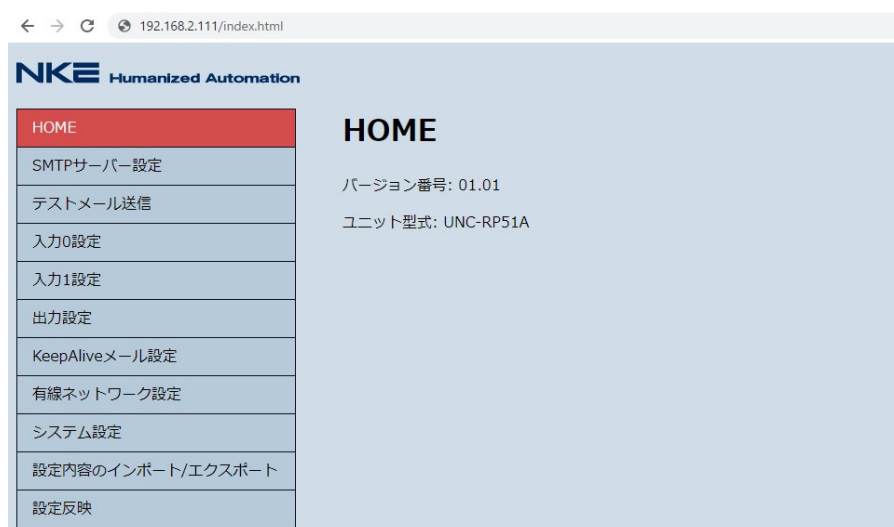 192.168.2.111/index.html
NKE Humanized Automation
HOME
SMTPサーバー設定
テストメール送信
入力0設定
入力1設定
出力設定
KeepAliveメール設定
有線ネットワーク設定
システム設定
設定内容のインポート/エクスポート
設定反映
HOME
バージョン番号: 01.01
ユニット型式: UNC-RP51A